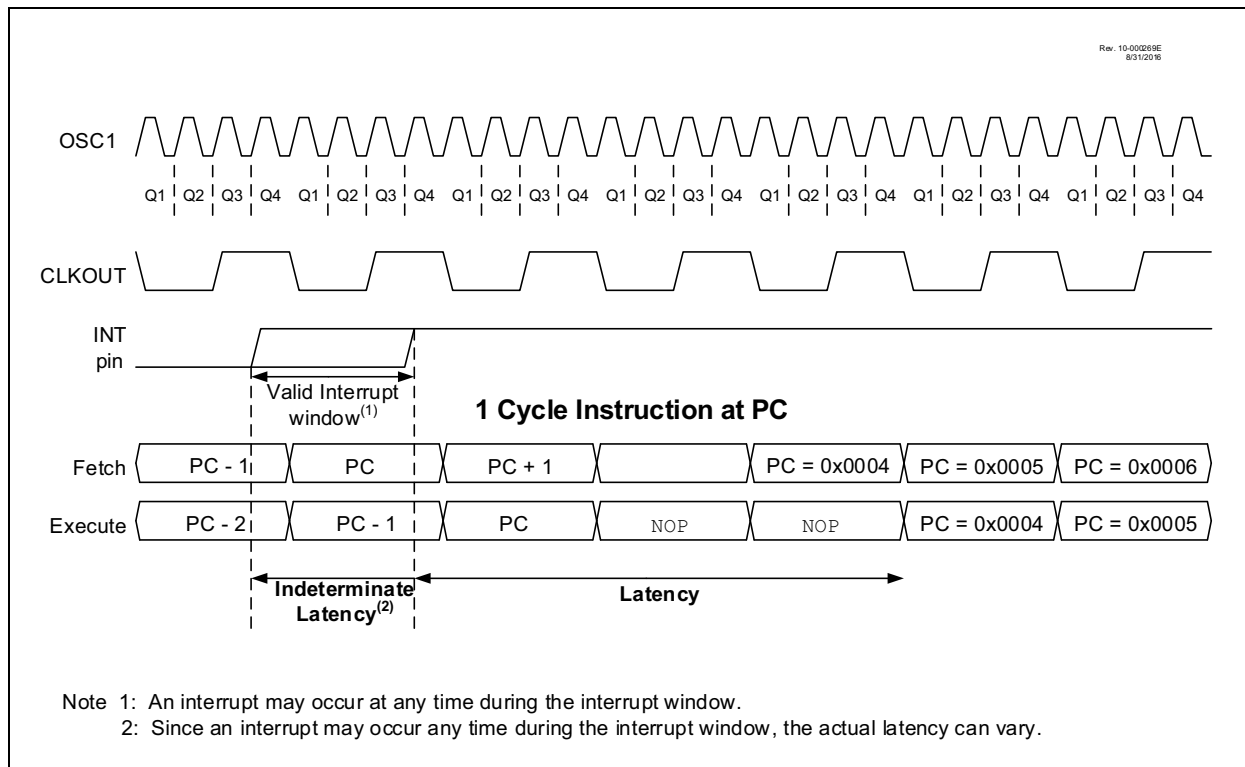 Rev. 10-000269E
8/31/2016
OSC1
Q1 Q2 Q3 Q4 Q1 Q2 Q3 Q4 Q1 Q2 Q3 Q4 Q1 Q2 Q3 Q4 Q1 Q2 Q3 Q4 Q1 Q2 Q3 Q4 Q1 Q2 Q3 Q4
CLKOUT
INT
pin
Valid Interrupt
window(1)
1 Cycle Instruction at PC
Fetch PC - 1 PC PC + 1 PC = 0x0004 PC = 0x0005 PC = 0x0006
Execute PC - 2 PC - 1 PC NOP NOP PC = 0x0004 PC = 0x0005
Indeterminate
Latency(2)
Latency
Note 1: An interrupt may occur at any time during the interrupt window.
2: Since an interrupt may occur any time during the interrupt window, the actual latency can vary.